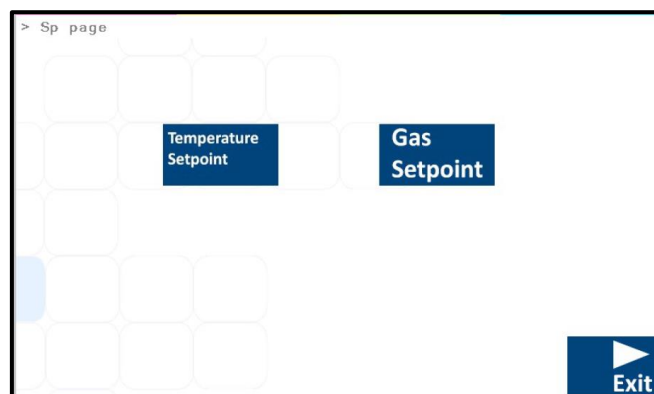 > Sp page
Temperature
Setpoint
Gas
Setpoint
Exit